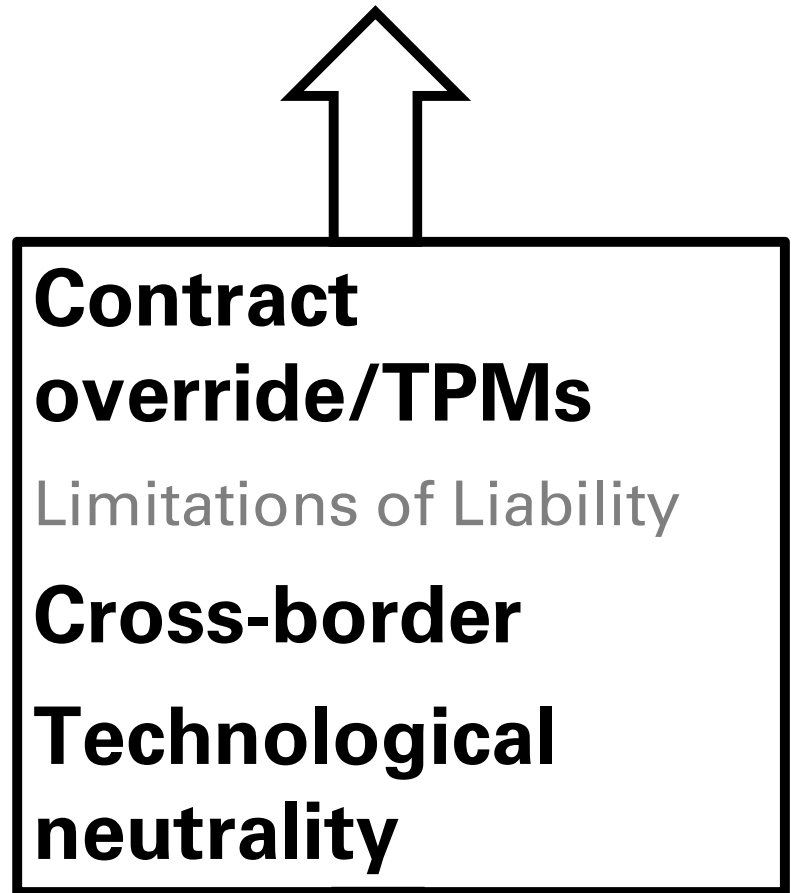 Contract
override/TPMs
Limitations of Liability
Cross-border
Technological
neutrality